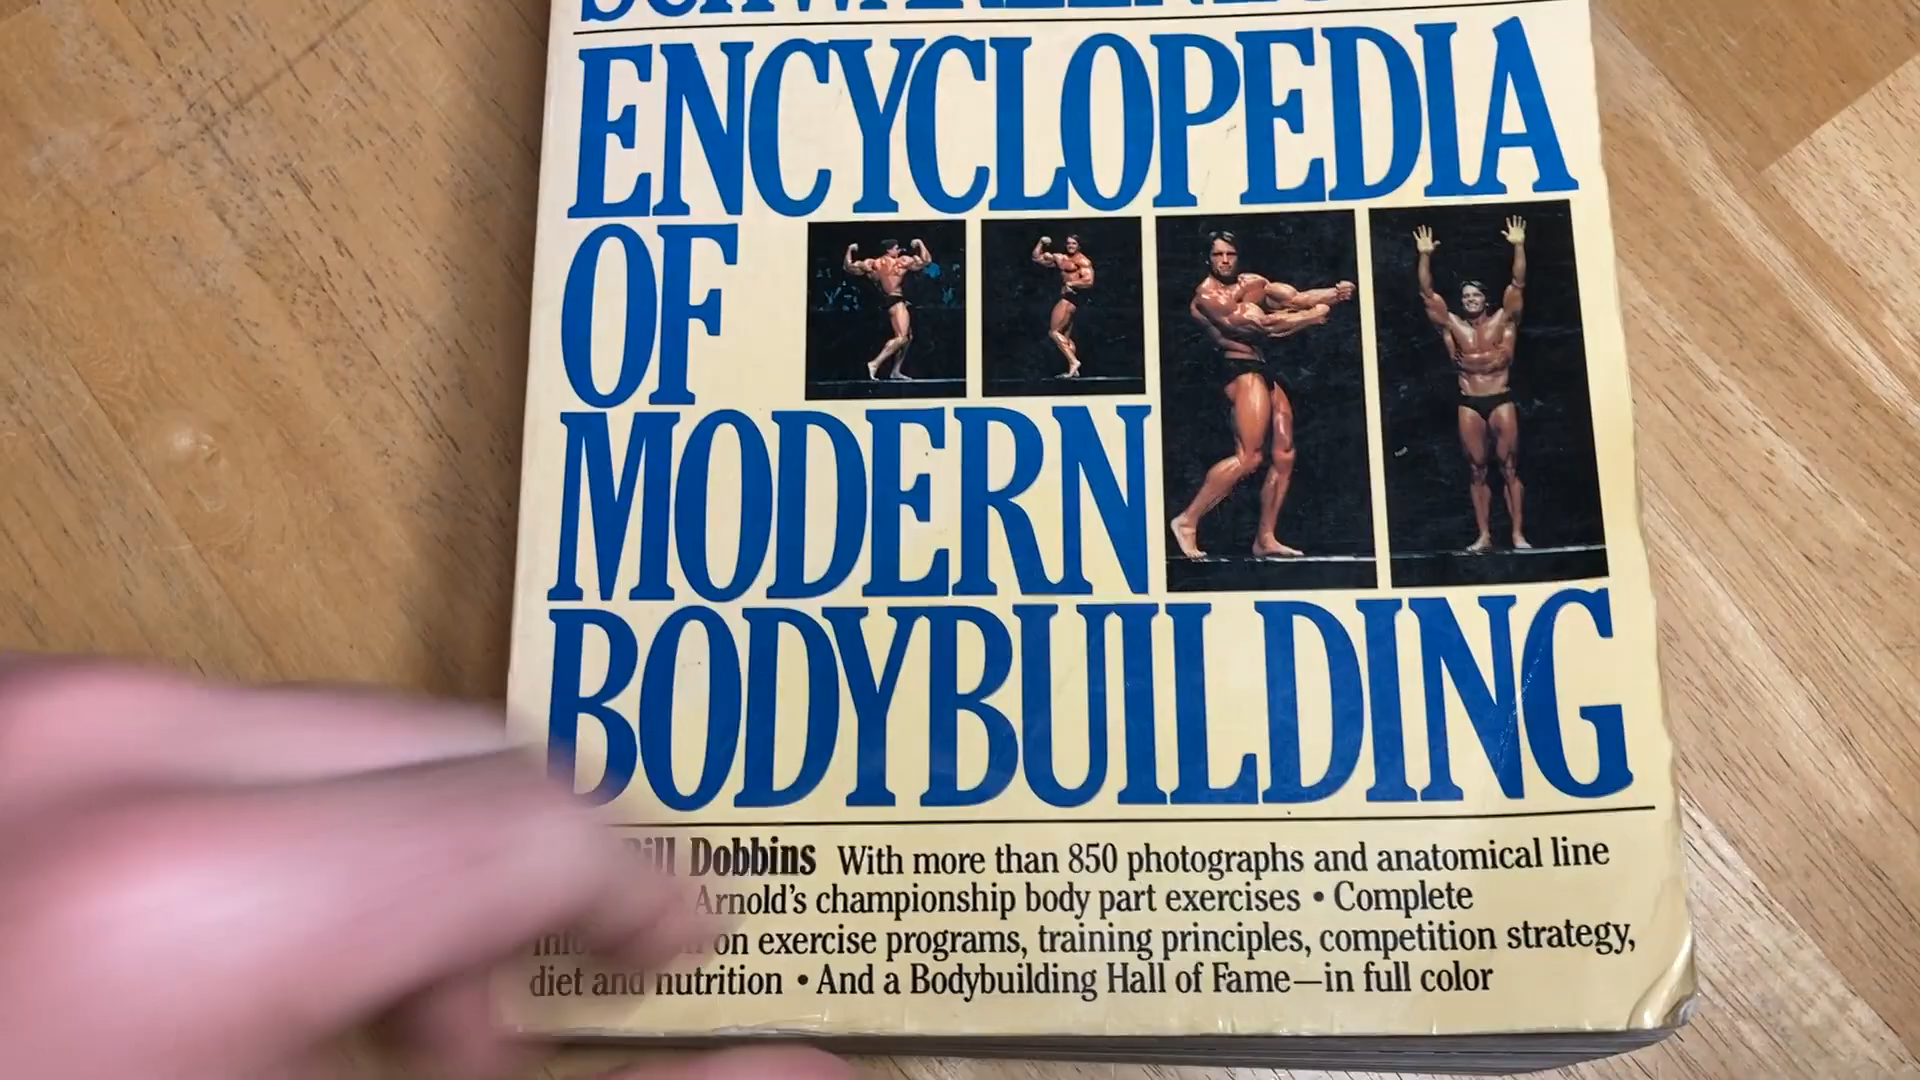 ENCYCLOPEDIA
OF
MODERN
BODYBUILDING
Bill Dobbins With more than 850 photographs and anatomical line
Arnold's championship body part exercises • Complete
on exercise programs, training principles, competition strategy,
diet and nutrition • And a Bodybuilding Hall of Fame—in full color